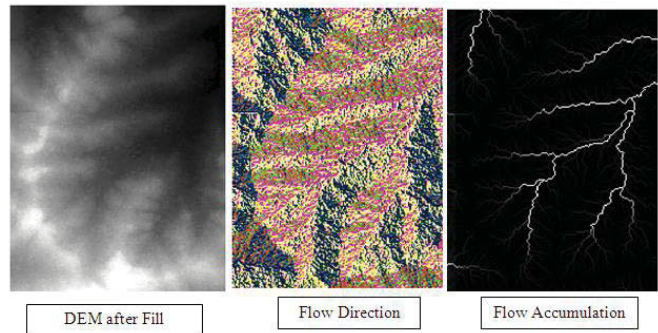 DEM after Fill
Flow Direction
Flow Accumulation